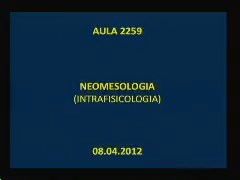 AULA 2259
NEOMESOLOGIA
(INTRAFISICOLOGIA)
08.04.2012